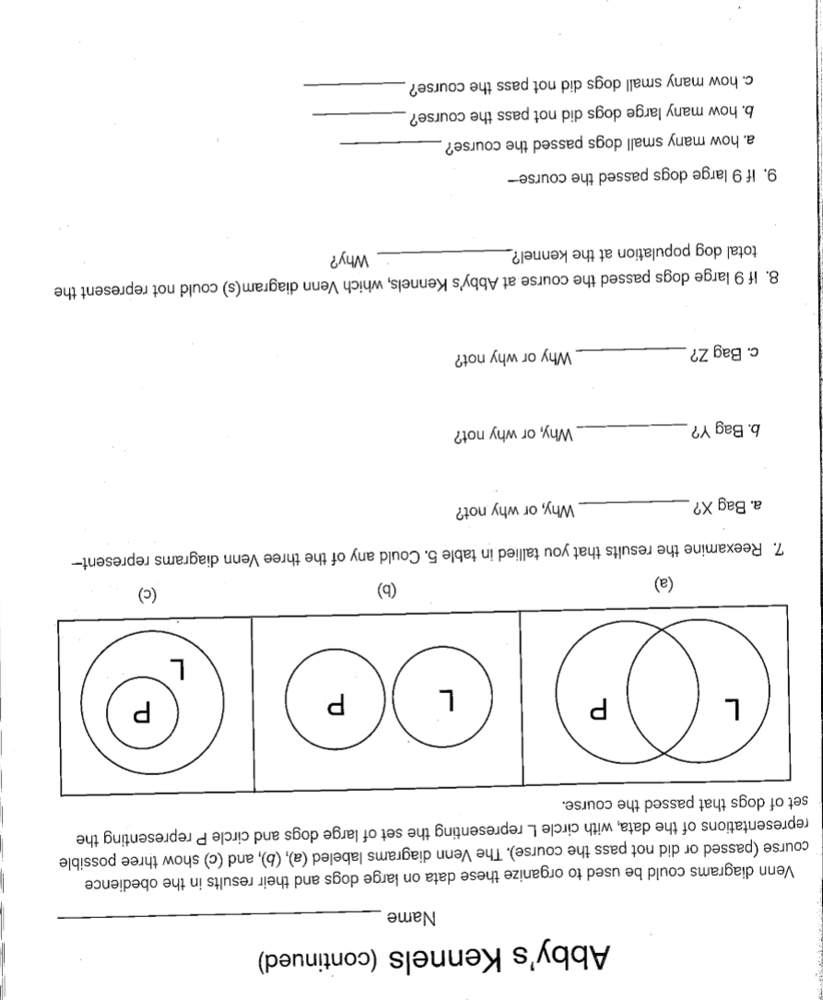 Abby's Kennels (continued)
Name
Venn diagrams could be used to organize these data on large dogs and their results in the obedience
course (passed or did not pass the course). The Venn diagrams labeled (a), (b), and (c) show three possible
representations of the data, with circle L representing the set of large dogs and circle P representing the
set of dogs that passed the course.
L P L P P
L
(a) (b) (c)
7. Reexamine the results that you tallied in table 5. Could any of the three Venn diagrams represent—
a. Bag X? Why, or why not?
b. Bag Y? Why, or why not?
c. Bag Z? Why or why not?
8. If 9 large dogs passed the course at Abby's Kennels, which Venn diagram(s) could not represent the
total dog population at the kennel? Why?
9. If 9 large dogs passed the course—
a. how many small dogs passed the course?
b. how many large dogs did not pass the course?
c. how many small dogs did not pass the course?